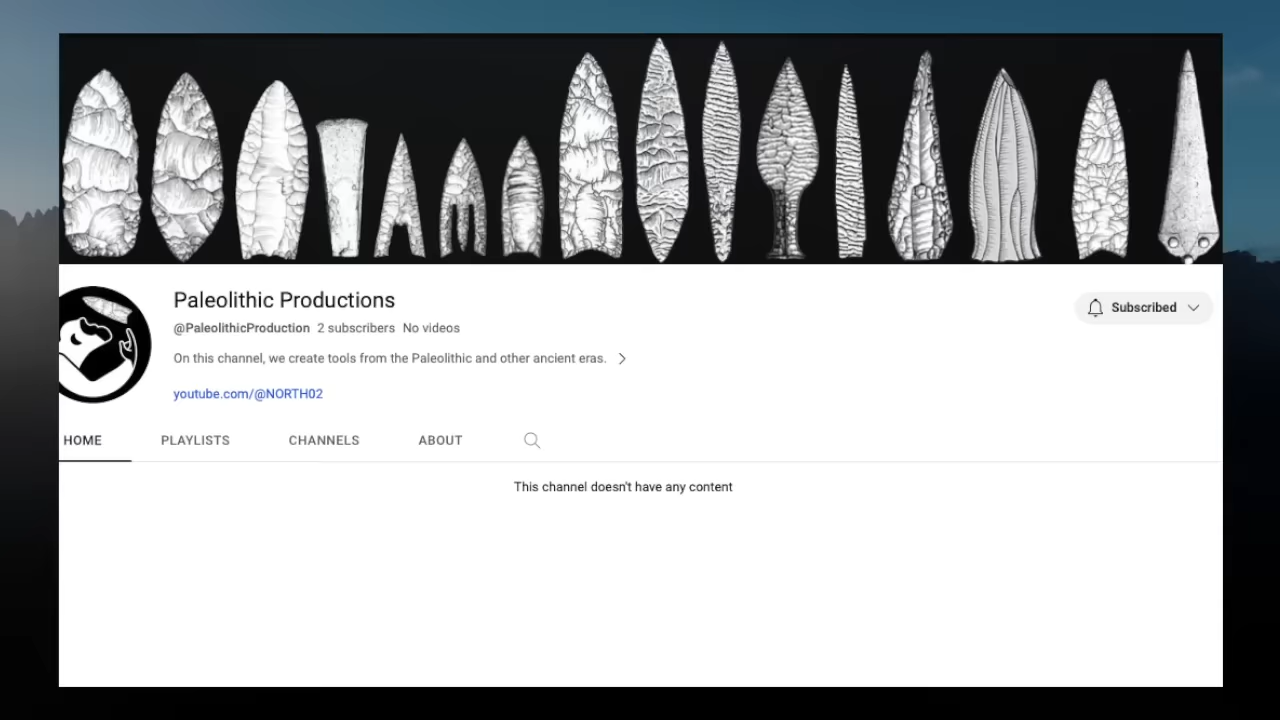 Paleolithic Productions
@PaleolithicProduction 2 subscribers No videos
Subscribed
On this channel, we create tools from the Paleolithic and other ancient eras.
youtube.com/@NORTH02
HOME PLAYLISTS CHANNELS ABOUT
This channel doesn't have any content